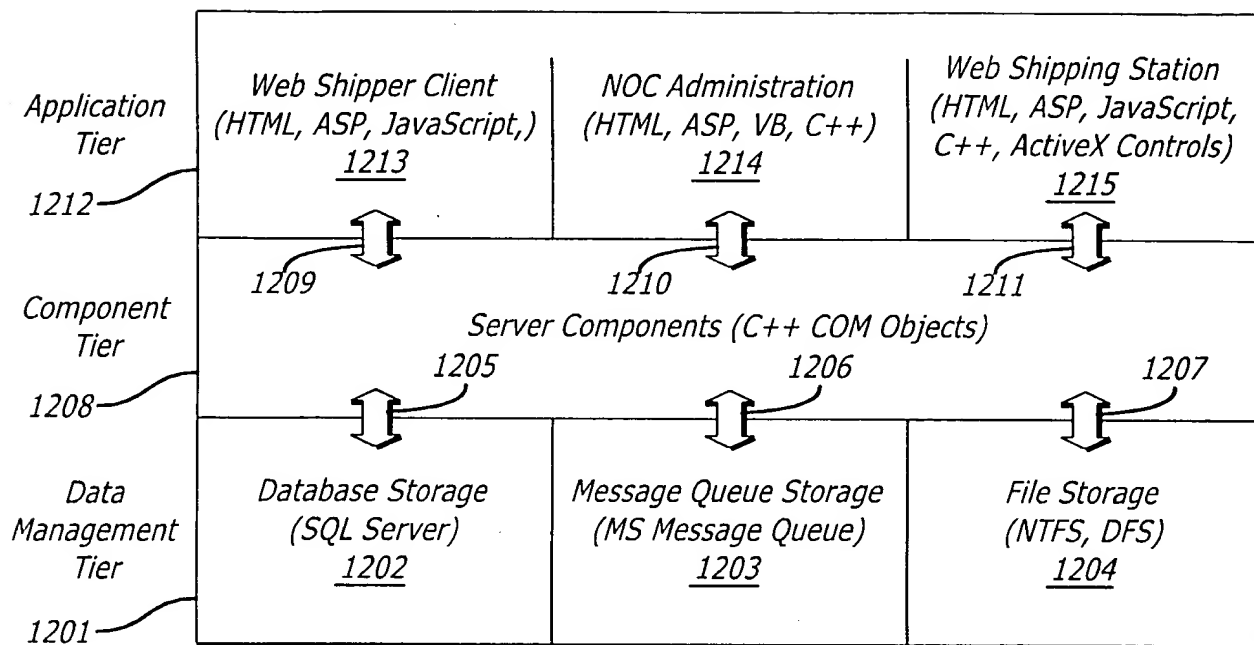 Application
Tier
1212
Web Shipper Client
(HTML, ASP, JavaScript,)
1213
NOC Administration
(HTML, ASP, VB, C++)
1214
Web Shipping Station
(HTML, ASP, JavaScript,
C++, ActiveX Controls)
1215
1209
1210
1211
Component
Tier
1208
Server Components (C++ COM Objects)
1205
1206
1207
Data
Management
Tier
1201
Database Storage
(SQL Server)
1202
Message Queue Storage
(MS Message Queue)
1203
File Storage
(NTFS, DFS)
1204